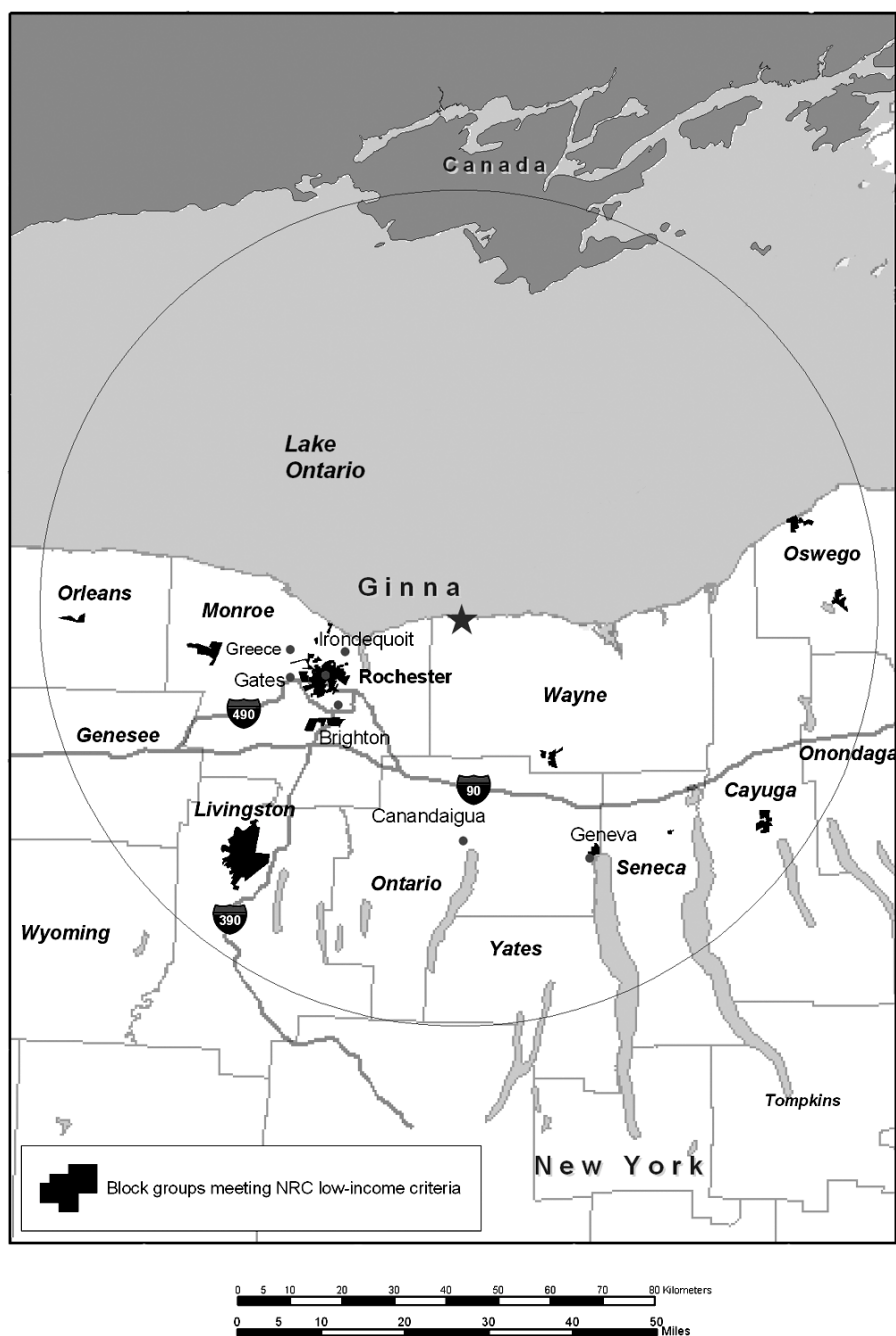 Canada
Lake
Ontario
Oswego
Ginna
Orleans
Monroe
Irondequoit
Greece
Gates
Rochester
Wayne
490
Genesee
Brighton
Onondaga
90
Cayuga
Livingston
Canandaigua
Geneva
Seneca
Ontario
390
Wyoming
Yates
Tompkins
New York
Block groups meeting NRC low-income criteria
0 5 10 20 30 40 50 60 70 80 Kilometers
0 5 10 20 30 40 50 Miles